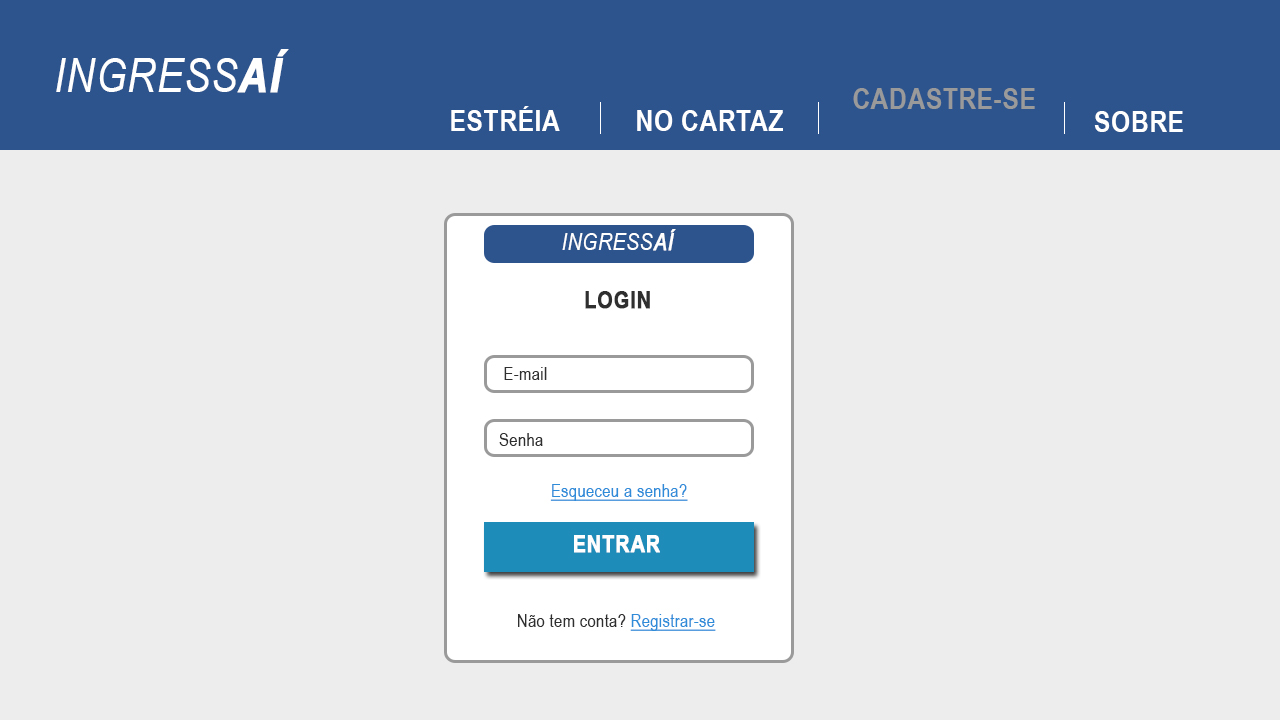 INGRESSAÍ
ESTRÉIA
NO CARTAZ
CADASTRE-SE
SOBRE
INGRESSAÍ
LOGIN
E-mail
Senha
Esqueceu a senha?
ENTRAR
Não tem conta? Registrar-se